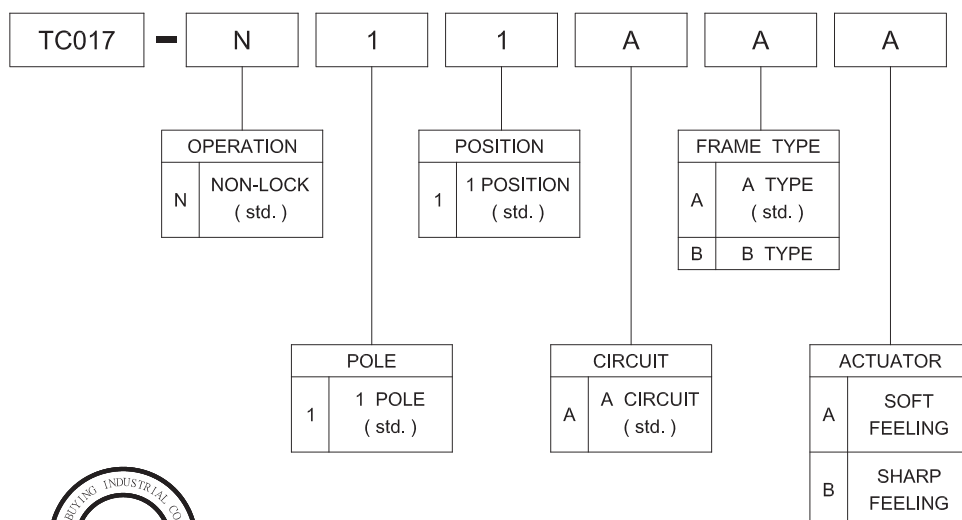 TC017 - N 1 1 A A A
OPERATION
N NON-LOCK
( std. )
POSITION
1 1 POSITION
( std. )
FRAME TYPE
A A TYPE
( std. )
B B TYPE
POLE
1 1 POLE
( std. )
CIRCUIT
A A CIRCUIT
( std. )
ACTUATOR
A SOFT
FEELING
B SHARP
FEELING
INDUSTRIAL